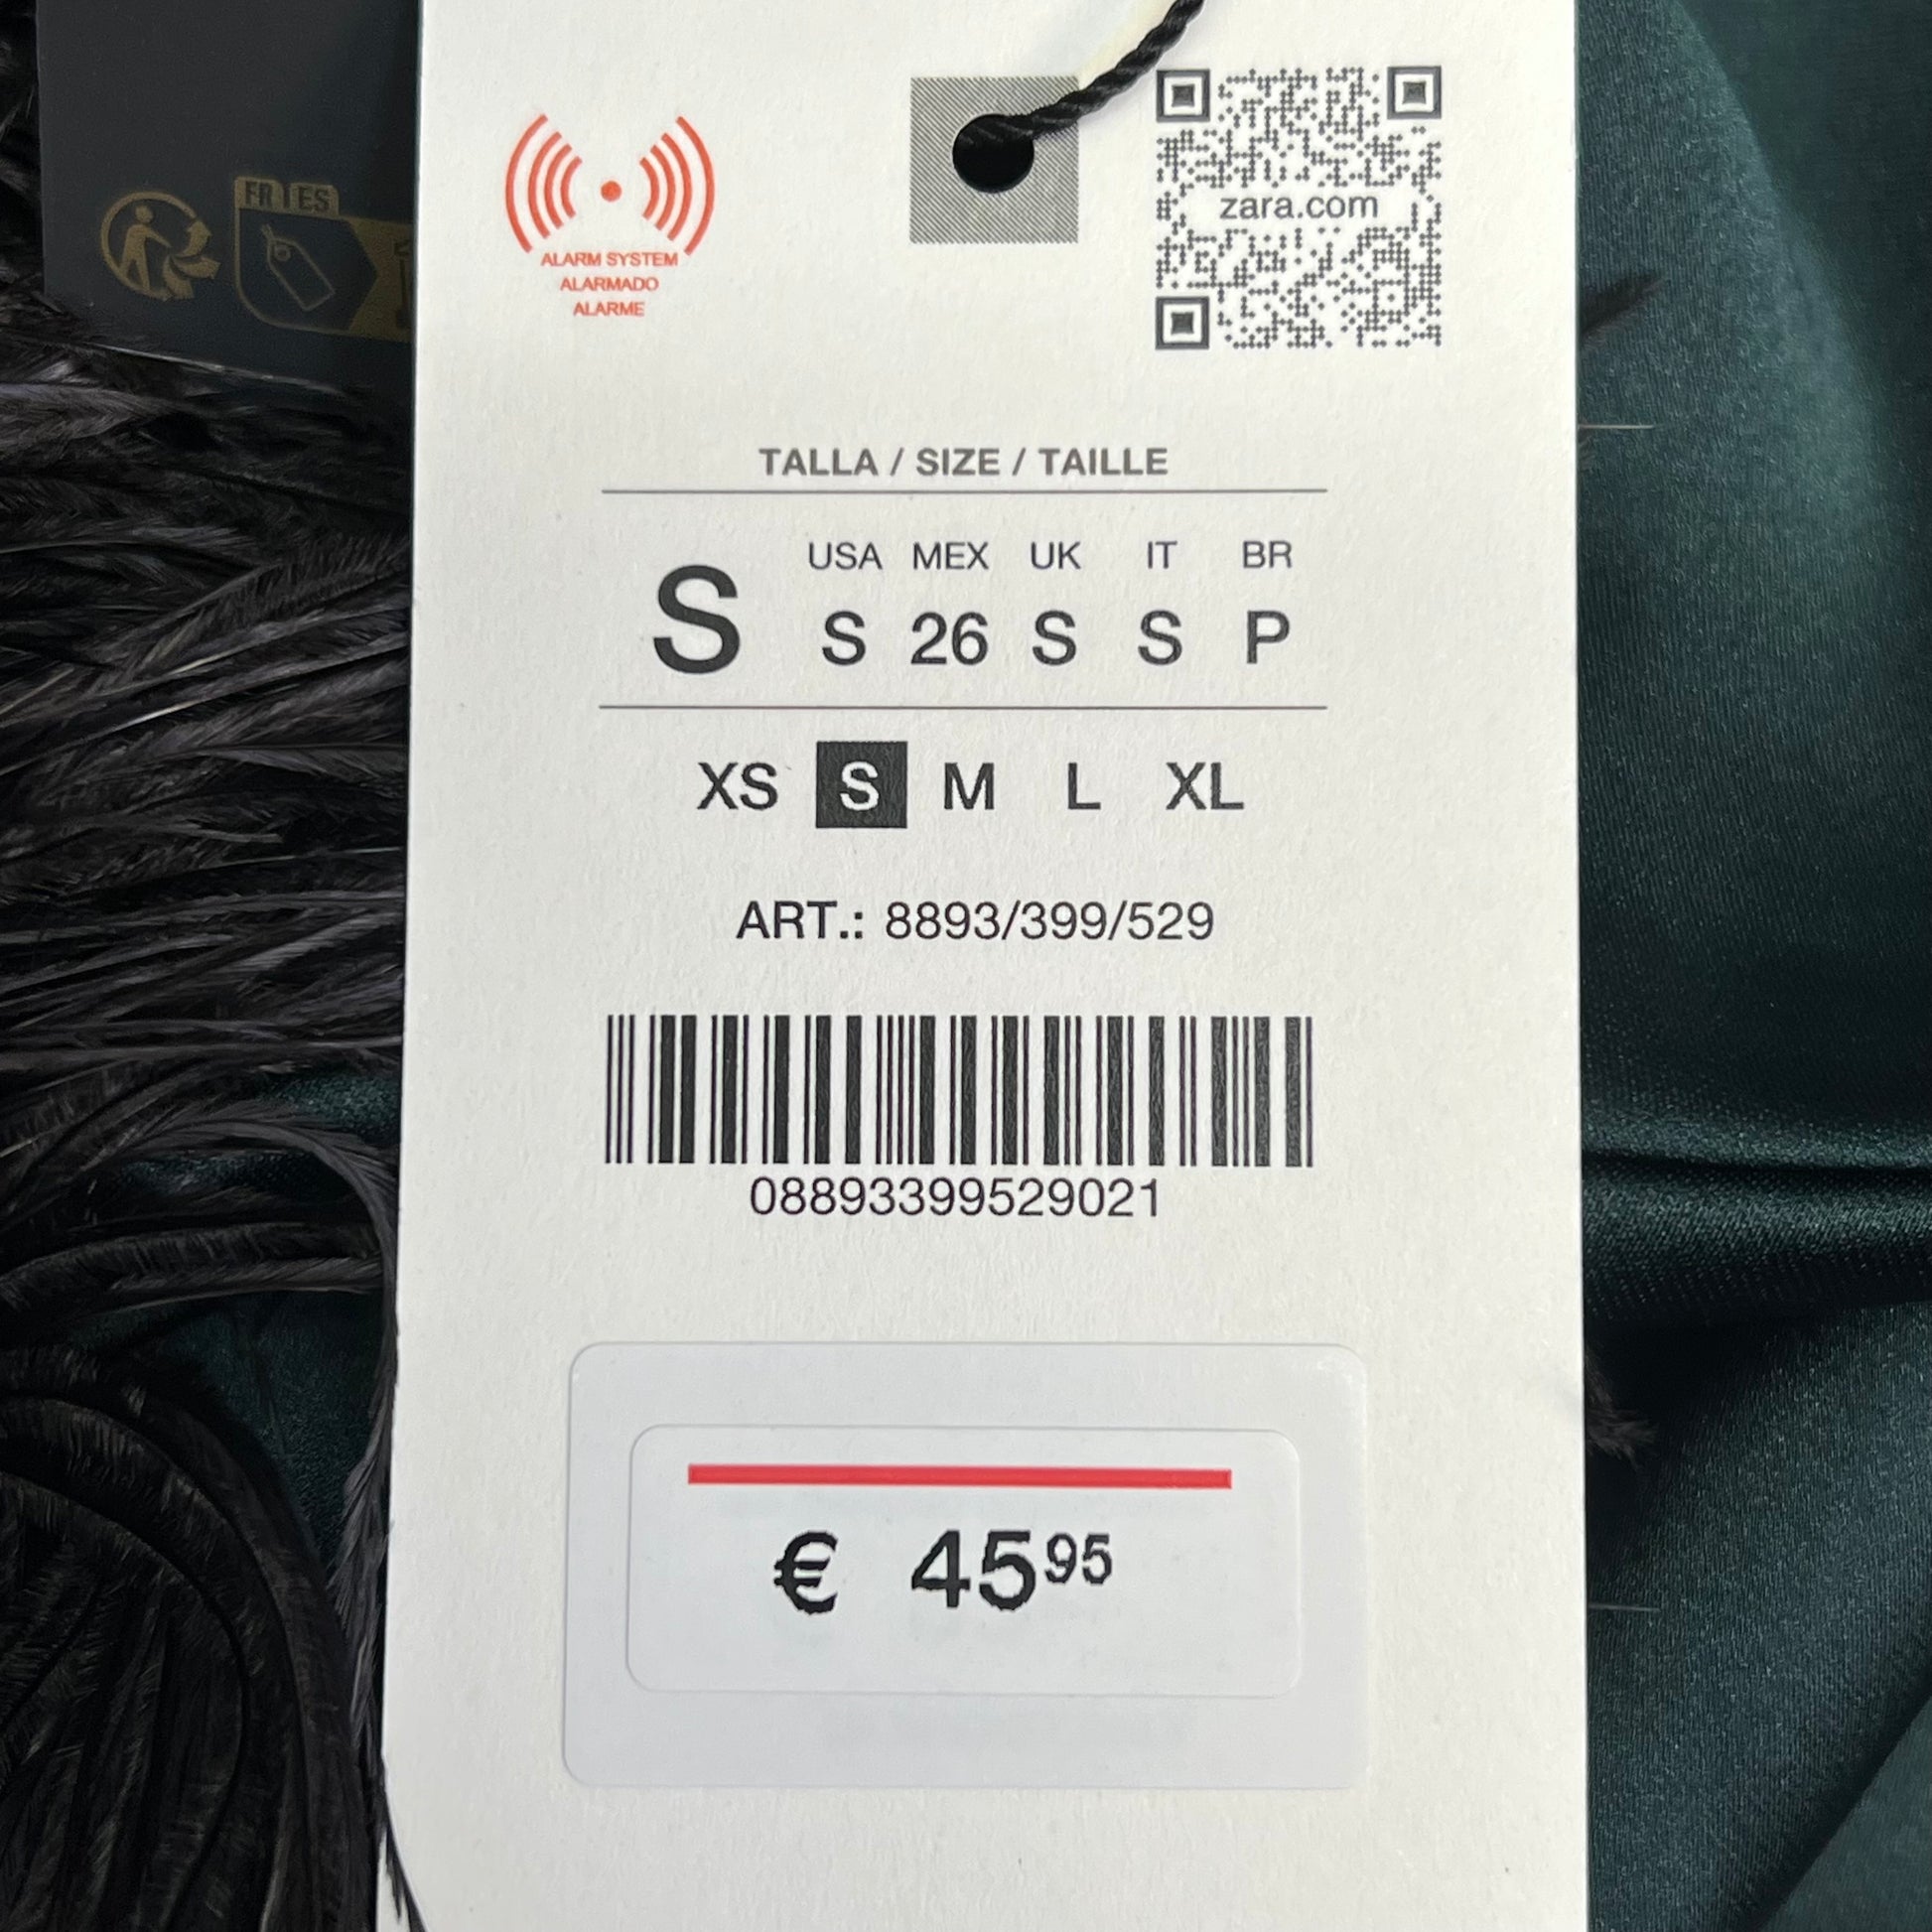 FR | ES
zara.com
ALARM SYSTEM
ALARMADO
ALARME
TALLA / SIZE / TAILLE
USA MEX UK IT BR
S S 26 S S P
XS S M L XL
ART.: 8893/399/529
08893399529021
€ 45 95